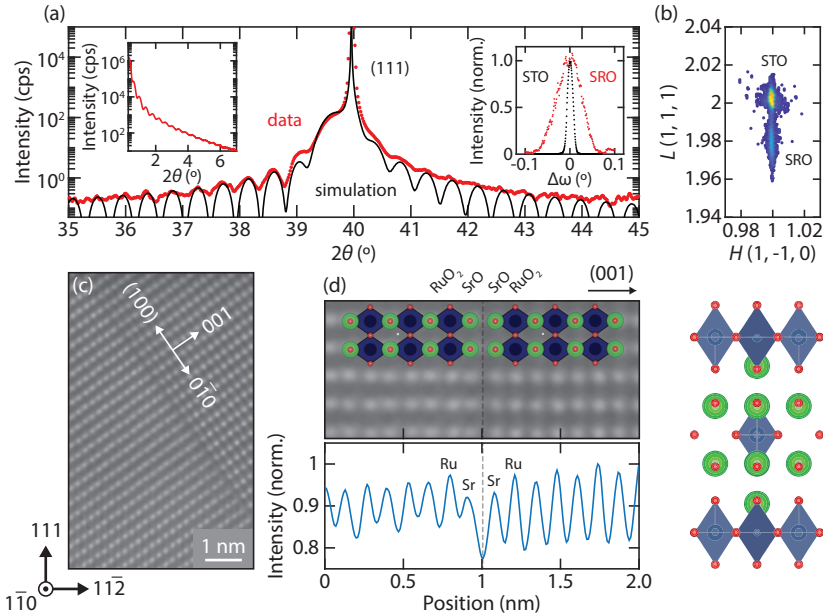 (a)
Intensity (cps)
10⁴
10²
10⁰
35
36
37
38
39
40
41
42
43
44
45
2θ (º)
data
simulation
(111)
Intensity (cps)
10⁶
10⁴
10²
2
4
6
2θ (º)
Intensity (norm.)
1.0
0.5
0
STO
SRO
-0.1
0
0.1
Δω (º)
(b)
L (1, 1, 1)
2.04
2.02
2
1.98
1.96
1.94
STO
SRO
0.98
1
1.03
H (1, -1, 0)
(c)
(100)
001
01̅0
1 nm
111
112̅
11̅0
(d)
RuO₂
SrO
SrO
RuO₂
(001)
Intensity (norm.)
1
0.9
0.8
Ru
Sr
Sr
Ru
0
0.5
1
1.5
2.0
Position (nm)